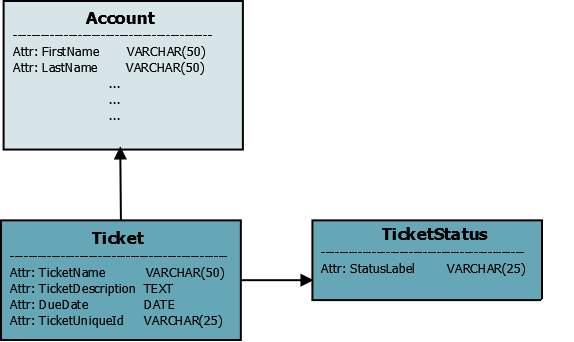 Account
----------------------------------------
Attr: FirstName VARCHAR(50)
Attr: LastName VARCHAR(50)
...
...
...
Ticket
--------------------------------------------
Attr: TicketName VARCHAR(50)
Attr: TicketDescription TEXT
Attr: DueDate DATE
Attr: TicketUniqueId VARCHAR(25)
TicketStatus
-----------------------------------------
Attr: StatusLabel VARCHAR(25)